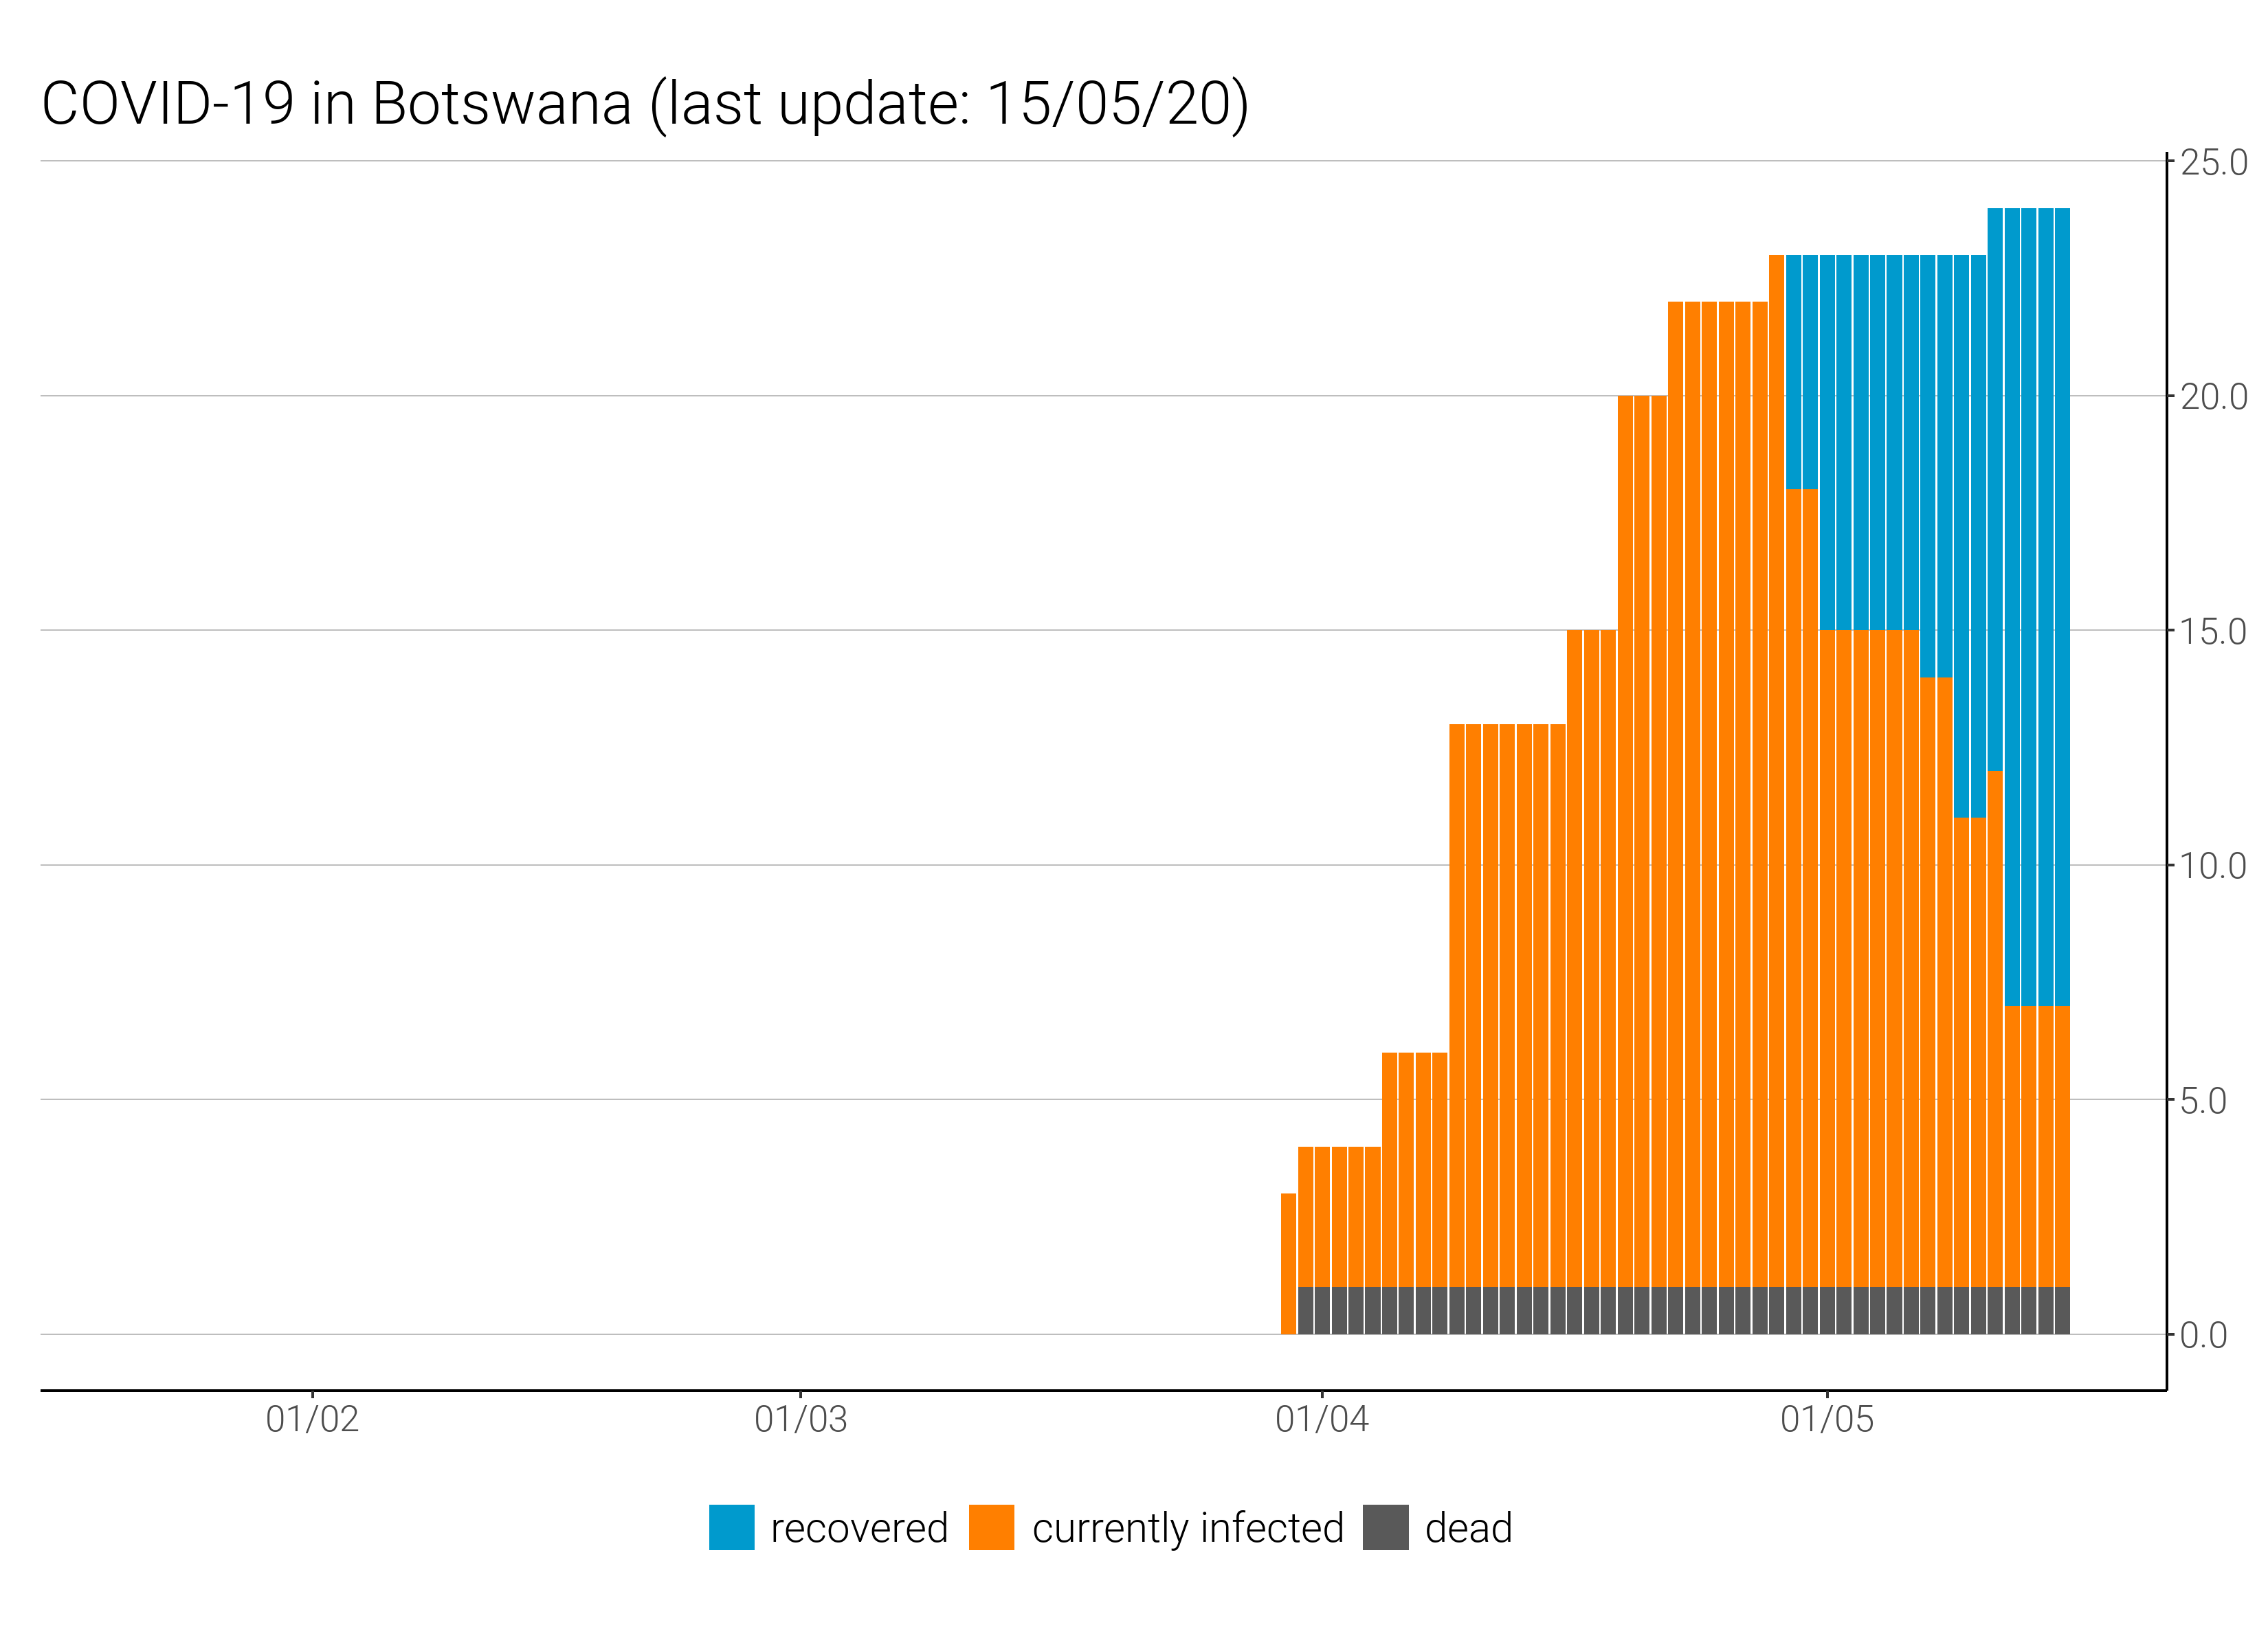 COVID-19 in Botswana (last update: 15/05/20)
25.0
20.0
15.0
10.0
5.0
0.0
01/02 01/03 01/04 01/05
recovered currently infected dead